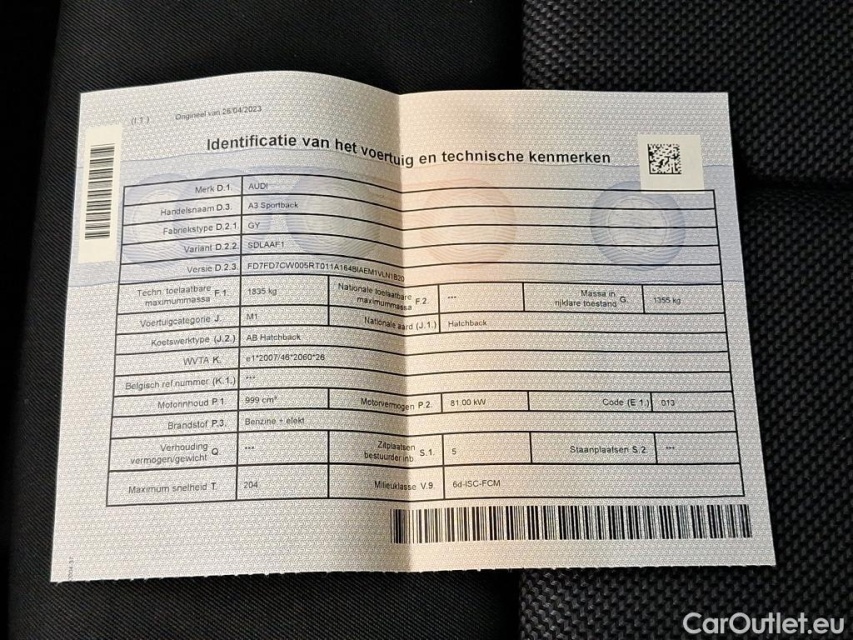 (I.1.) Origineel van 26/04/2023
Identificatie van het voertuig en technische kenmerken
Merk D.1. AUDI
Handelsnaam D.3. A3 Sportback
Fabriekstype D.2.1 GY
Variant D.2.2 SDLAAF1
Versie D.2.3.
Techn. toelaatbare maximummassa F.1. 1835 kg Nationale toelaatbare maximummassa F.2. --- Massa in rijklare toestand G. 1355 kg
Voertuigcategorie J. M1 Nationale aard (J.1.) Hatchback
Koetswerktype (J.2.) AB Hatchback
WVTA K. e1*2007/46*2060*26
Belgisch ref.nummer (K.1.) ---
Motorinhoud P.1 999 cm³ Motorvermogen P.2. 81.00 kW Code (E.1.) 013
Brandstof P.3. Benzine + elekt
Verhouding vermogen/gewicht Q. --- Zitplaatsen bestuurder inb. S.1. 5 Staanplaatsen S.2. ---
Maximum snelheid T. 204 Milieuklasse V.9. 6d-ISC-FCM
CarOutlet.eu